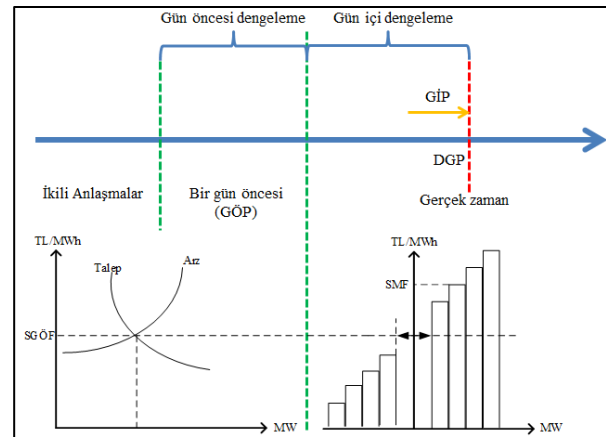 Gün öncesi dengeleme
Gün içi dengeleme
GİP
DGP
İkili Anlaşmalar
Bir gün öncesi
(GÖP)
Gerçek zaman
TL/MWh
Talep
Arz
SGÖF
MW
TL/MWh
SMF
MW